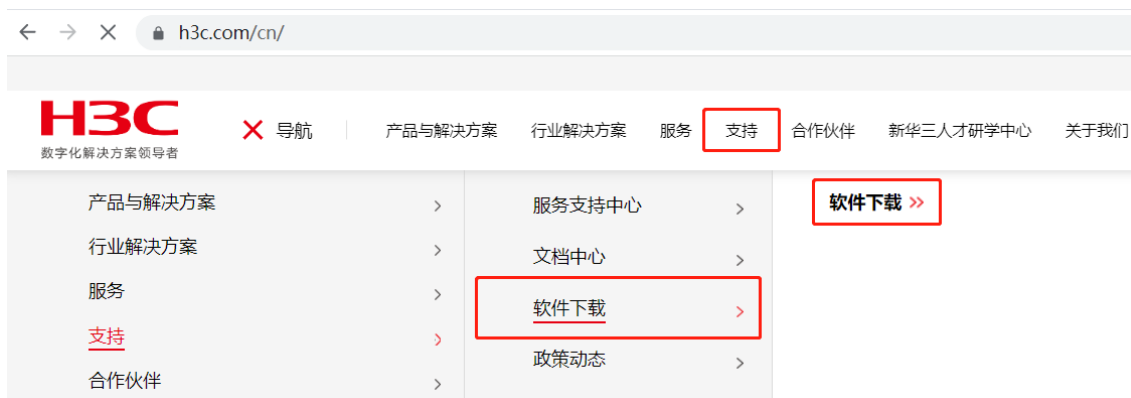 h3c.com/cn/
H3C
数字化解决方案领导者
导航
产品与解决方案
行业解决方案
服务
支持
合作伙伴
新华三人才研学中心
关于我们
产品与解决方案
行业解决方案
服务
支持
合作伙伴
服务支持中心
文档中心
软件下载
政策动态
软件下载 >>